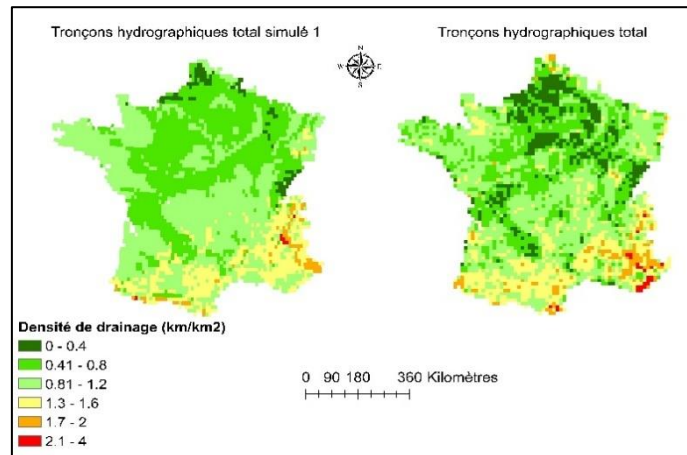 Tronçons hydrographiques total simulé 1
Tronçons hydrographiques total
N
W E
S
Densité de drainage (km/km2)
0 - 0.4
0.41 - 0.8
0.81 - 1.2
1.3 - 1.6
1.7 - 2
2.1 - 4
0 90 180 360 Kilomètres